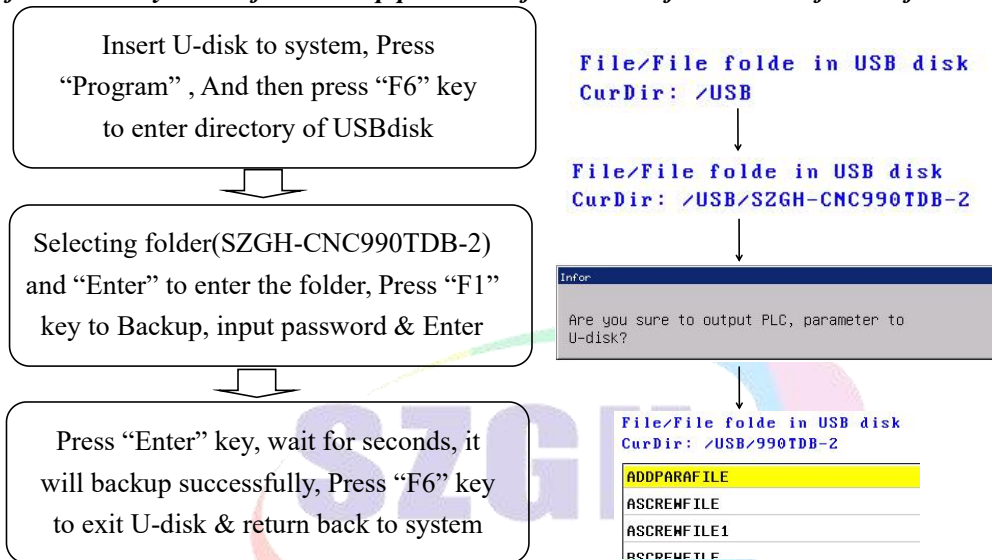 Insert U-disk to system, Press
“Program” , And then press “F6” key
to enter directory of USBdisk
Selecting folder(SZGH-CNC990TDB-2)
and “Enter” to enter the folder, Press “F1”
key to Backup, input password & Enter
Press “Enter” key, wait for seconds, it
will backup successfully, Press “F6” key
to exit U-disk & return back to system
File/File folde in USB disk
CurDir: /USB
File/File folde in USB disk
CurDir: /USB/SZGH-CNC990TDB-2
Infor
Are you sure to output PLC, parameter to
U-disk?
File/File folde in USB disk
CurDir: /USB/990TDB-2
ADDPARAFILE
ASCREWFILE
ASCREWFILE1
BSCREWFILE
SZGH